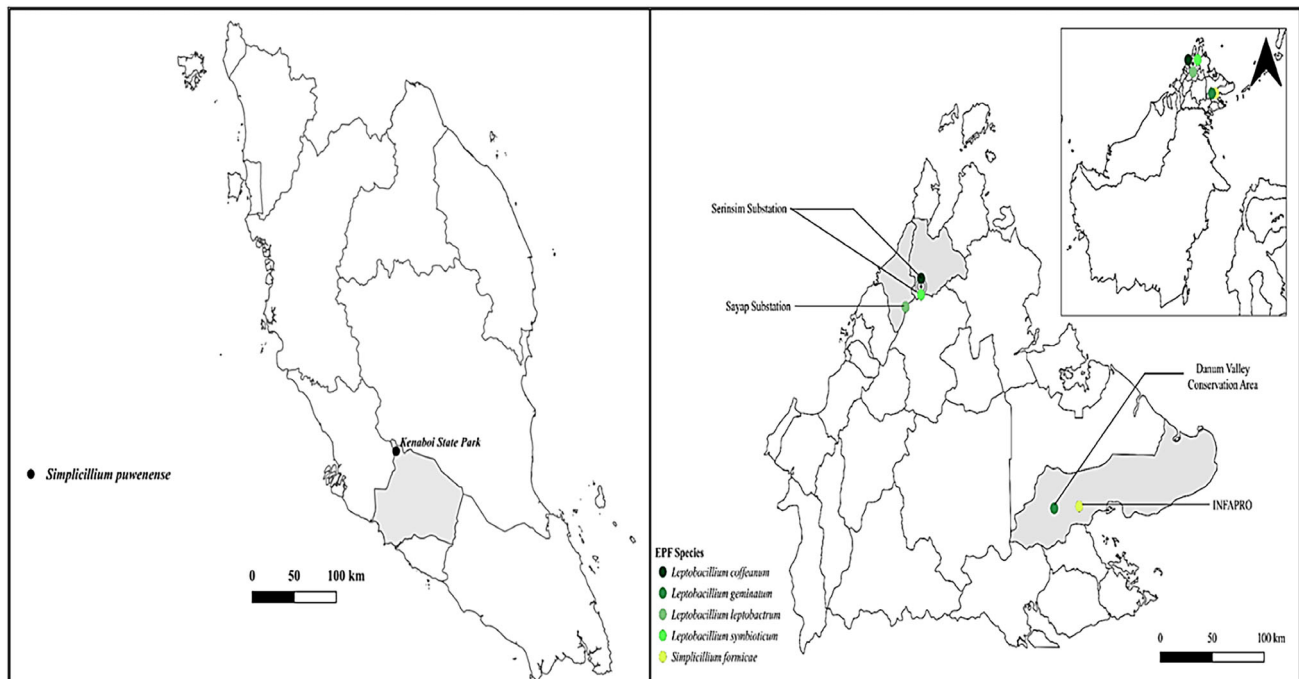 Kenaboi State Park
Simplicillium puwenense
0 50 100 km
Serinsim Substation
Sayap Substation
Danum Valley
Conservation Area
INFAPRO
EPF Species
Leptobacillium coffeanum
Leptobacillium geminatum
Leptobacillium leptobactrum
Leptobacillium symbioticum
Simplicillium formicae
0 50 100 km